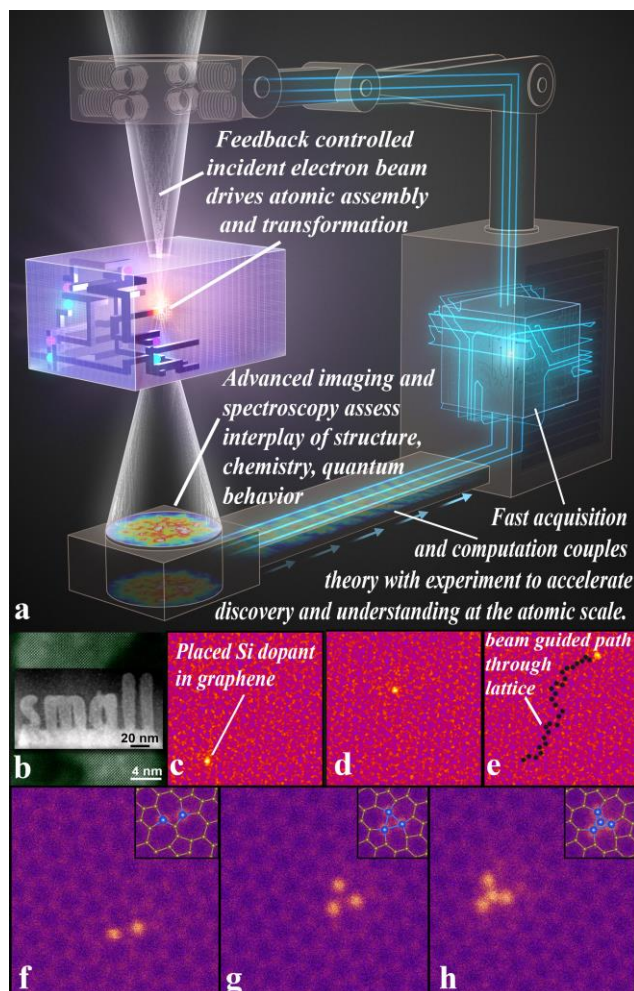 Feedback controlled
incident electron beam
drives atomic assembly
and transformation
Advanced imaging and
spectroscopy assess
interplay of structure,
chemistry, quantum
behavior
Fast acquisition
and computation couples
theory with experiment to accelerate
discovery and understanding at the atomic scale.
a
small
20 nm
4 nm
b
Placed Si dopant
in graphene
c
d
beam guided path
through
lattice
e
f
g
h